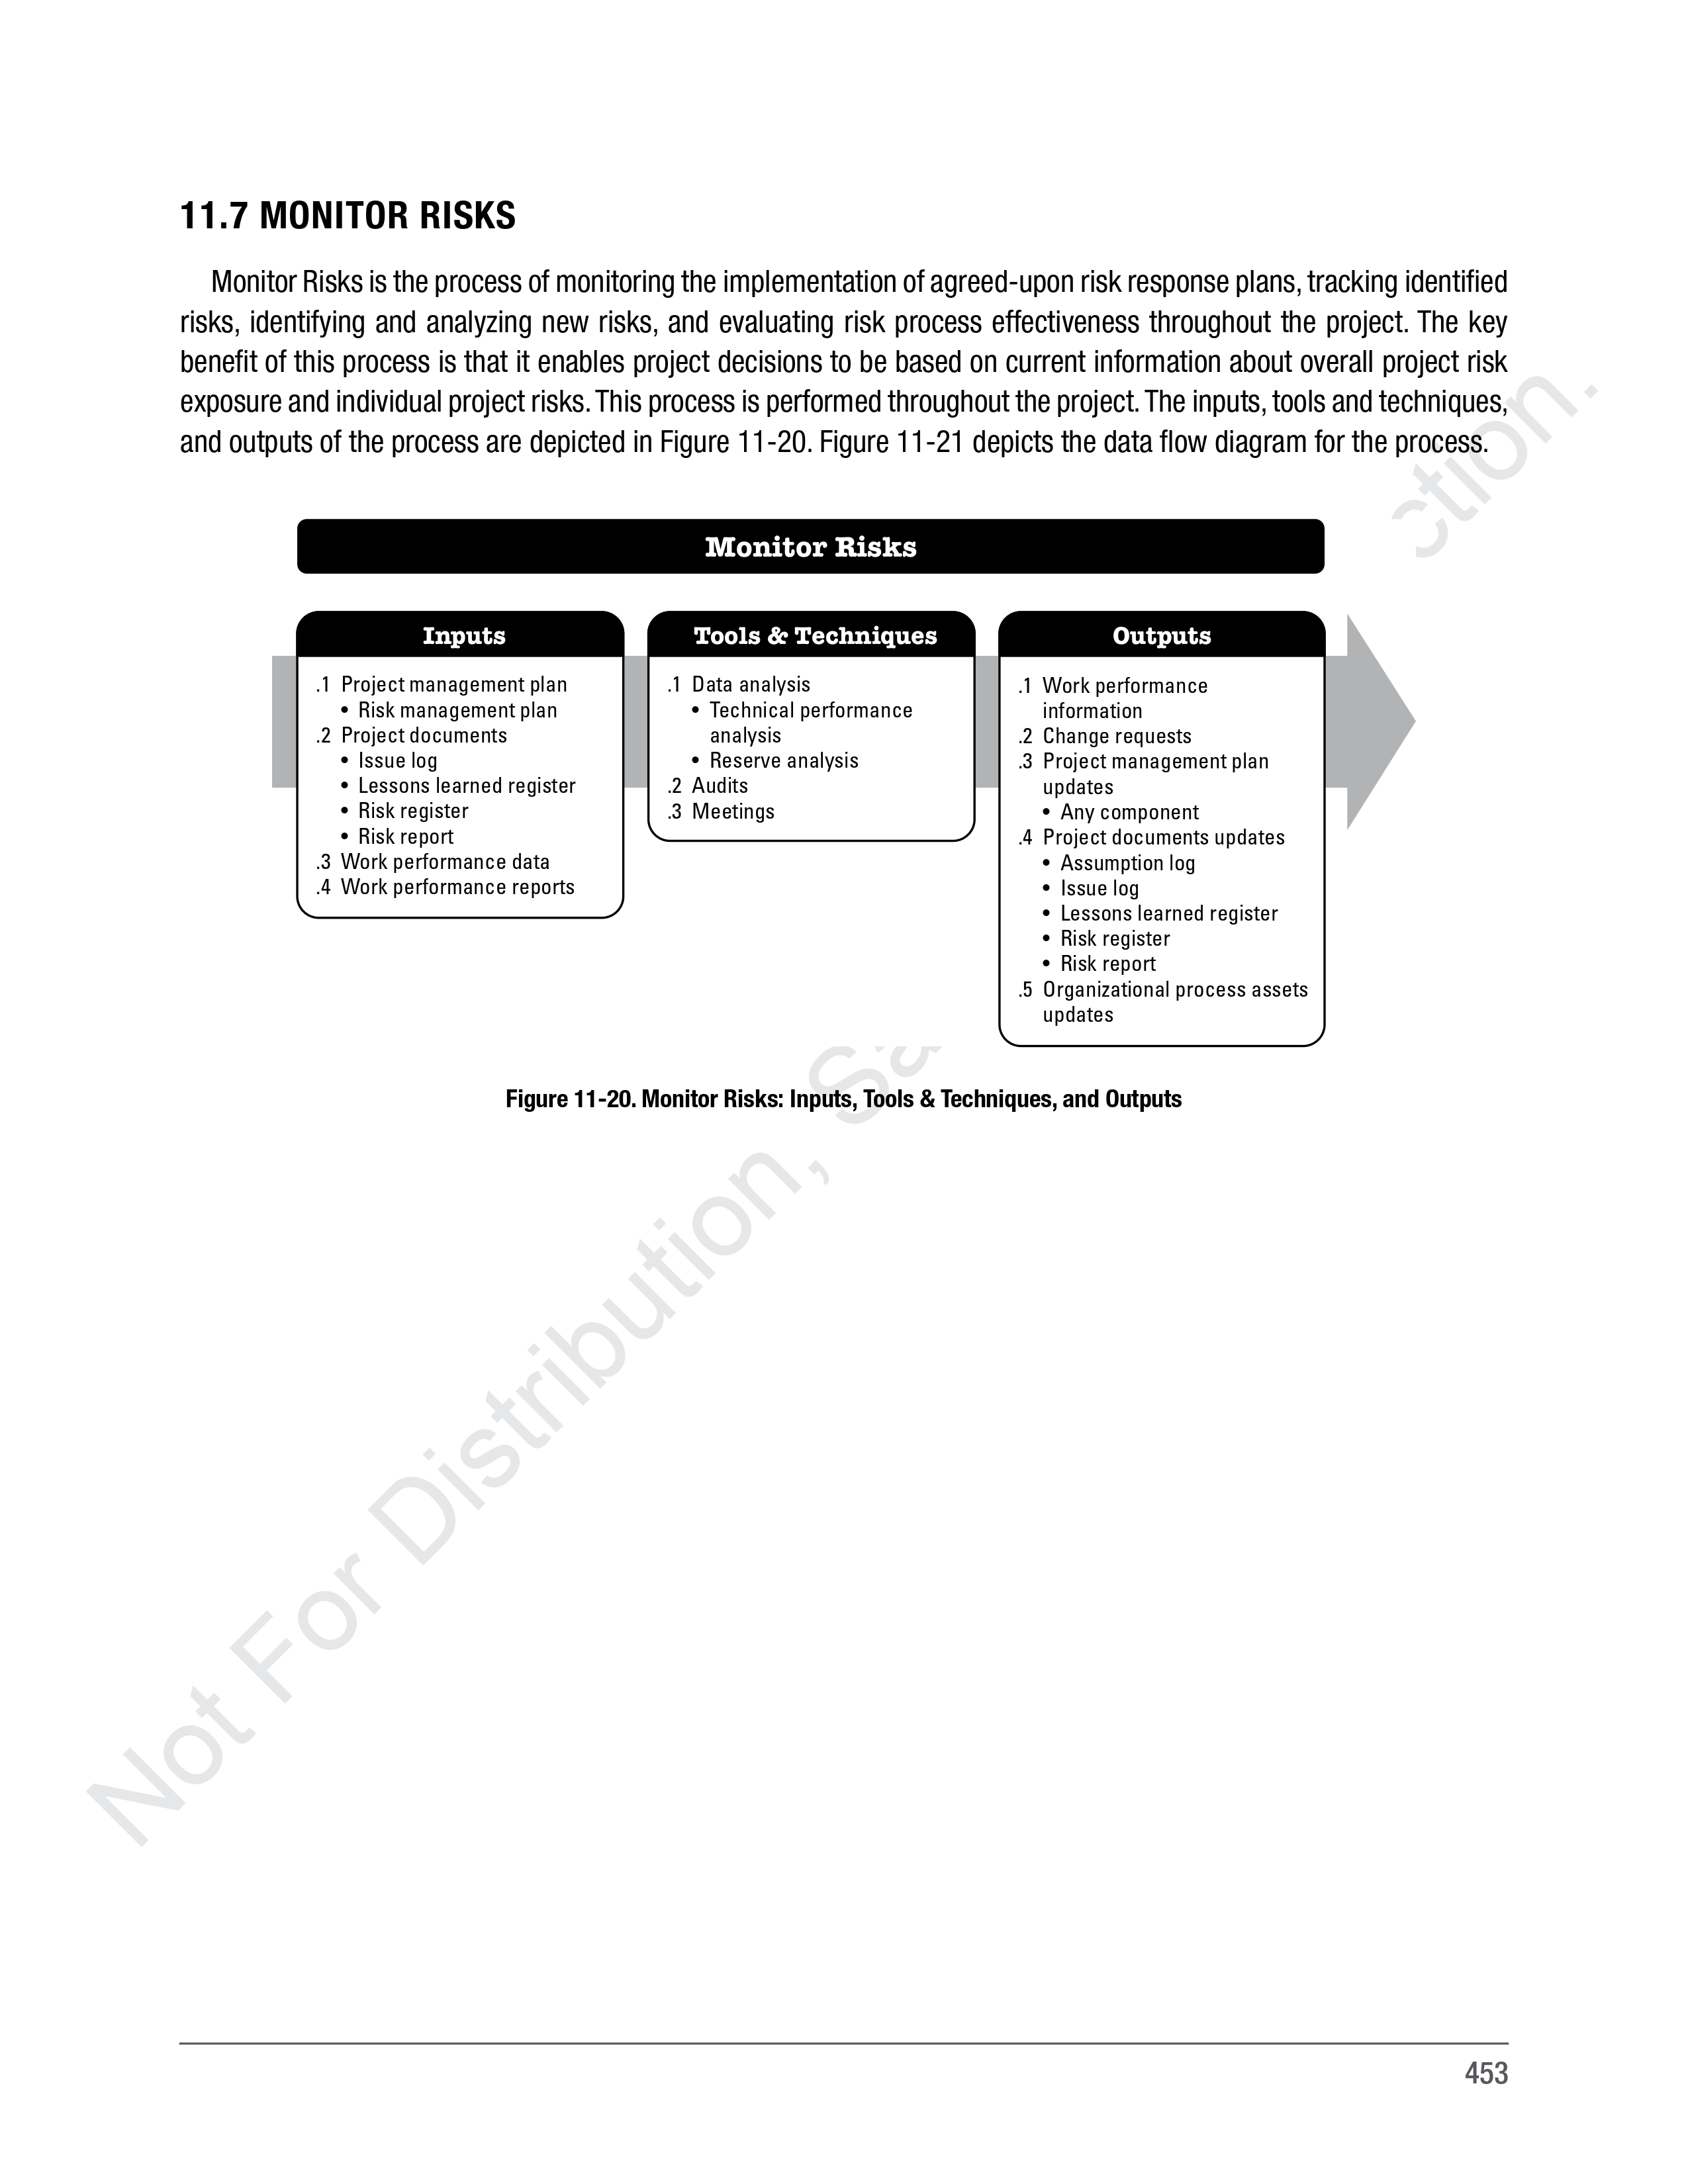 11.7 MONITOR RISKS
Monitor Risks is the process of monitoring the implementation of agreed-upon risk response plans, tracking identified
risks, identifying and analyzing new risks, and evaluating risk process effectiveness throughout the project. The key
benefit of this process is that it enables project decisions to be based on current information about overall project risk
exposure and individual project risks. This process is performed throughout the project. The inputs, tools and techniques,
and outputs of the process are depicted in Figure 11-20. Figure 11-21 depicts the data flow diagram for the process.
Monitor Risks
Inputs
.1 Project management plan
• Risk management plan
.2 Project documents
• Issue log
• Lessons learned register
• Risk register
• Risk report
.3 Work performance data
.4 Work performance reports
Tools & Techniques
.1 Data analysis
• Technical performance
analysis
• Reserve analysis
.2 Audits
.3 Meetings
Outputs
.1 Work performance
information
.2 Change requests
.3 Project management plan
updates
• Any component
.4 Project documents updates
• Assumption log
• Issue log
• Lessons learned register
• Risk register
• Risk report
.5 Organizational process assets
updates
Figure 11-20. Monitor Risks: Inputs, Tools & Techniques, and Outputs
Not For Distribution,
453